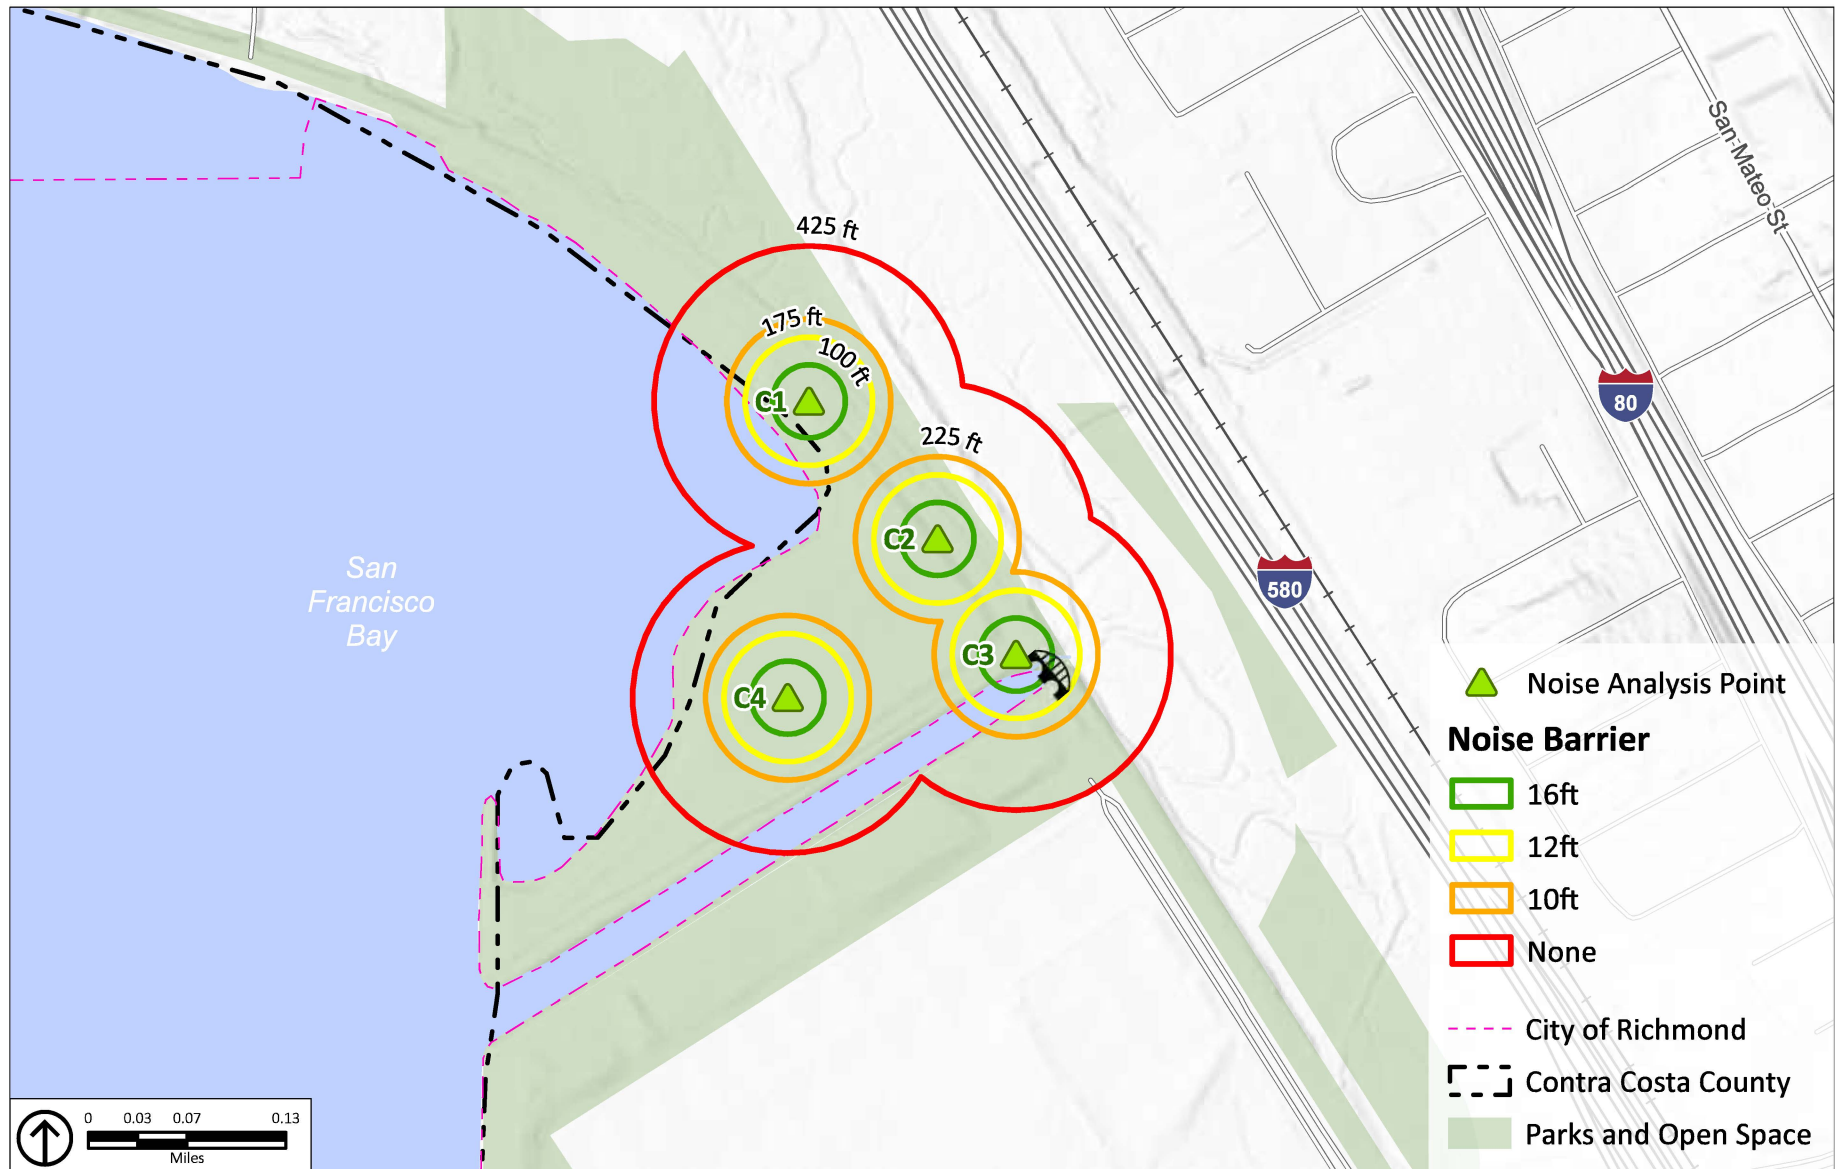 San Mateo St
425 ft
175 ft
100 ft
C1
80
225 ft
C2
San
Francisco
Bay
580
C3
C4
Noise Analysis Point
Noise Barrier
16ft
12ft
10ft
None
City of Richmond
Contra Costa County
Parks and Open Space
0 0.03 0.07 0.13
Miles